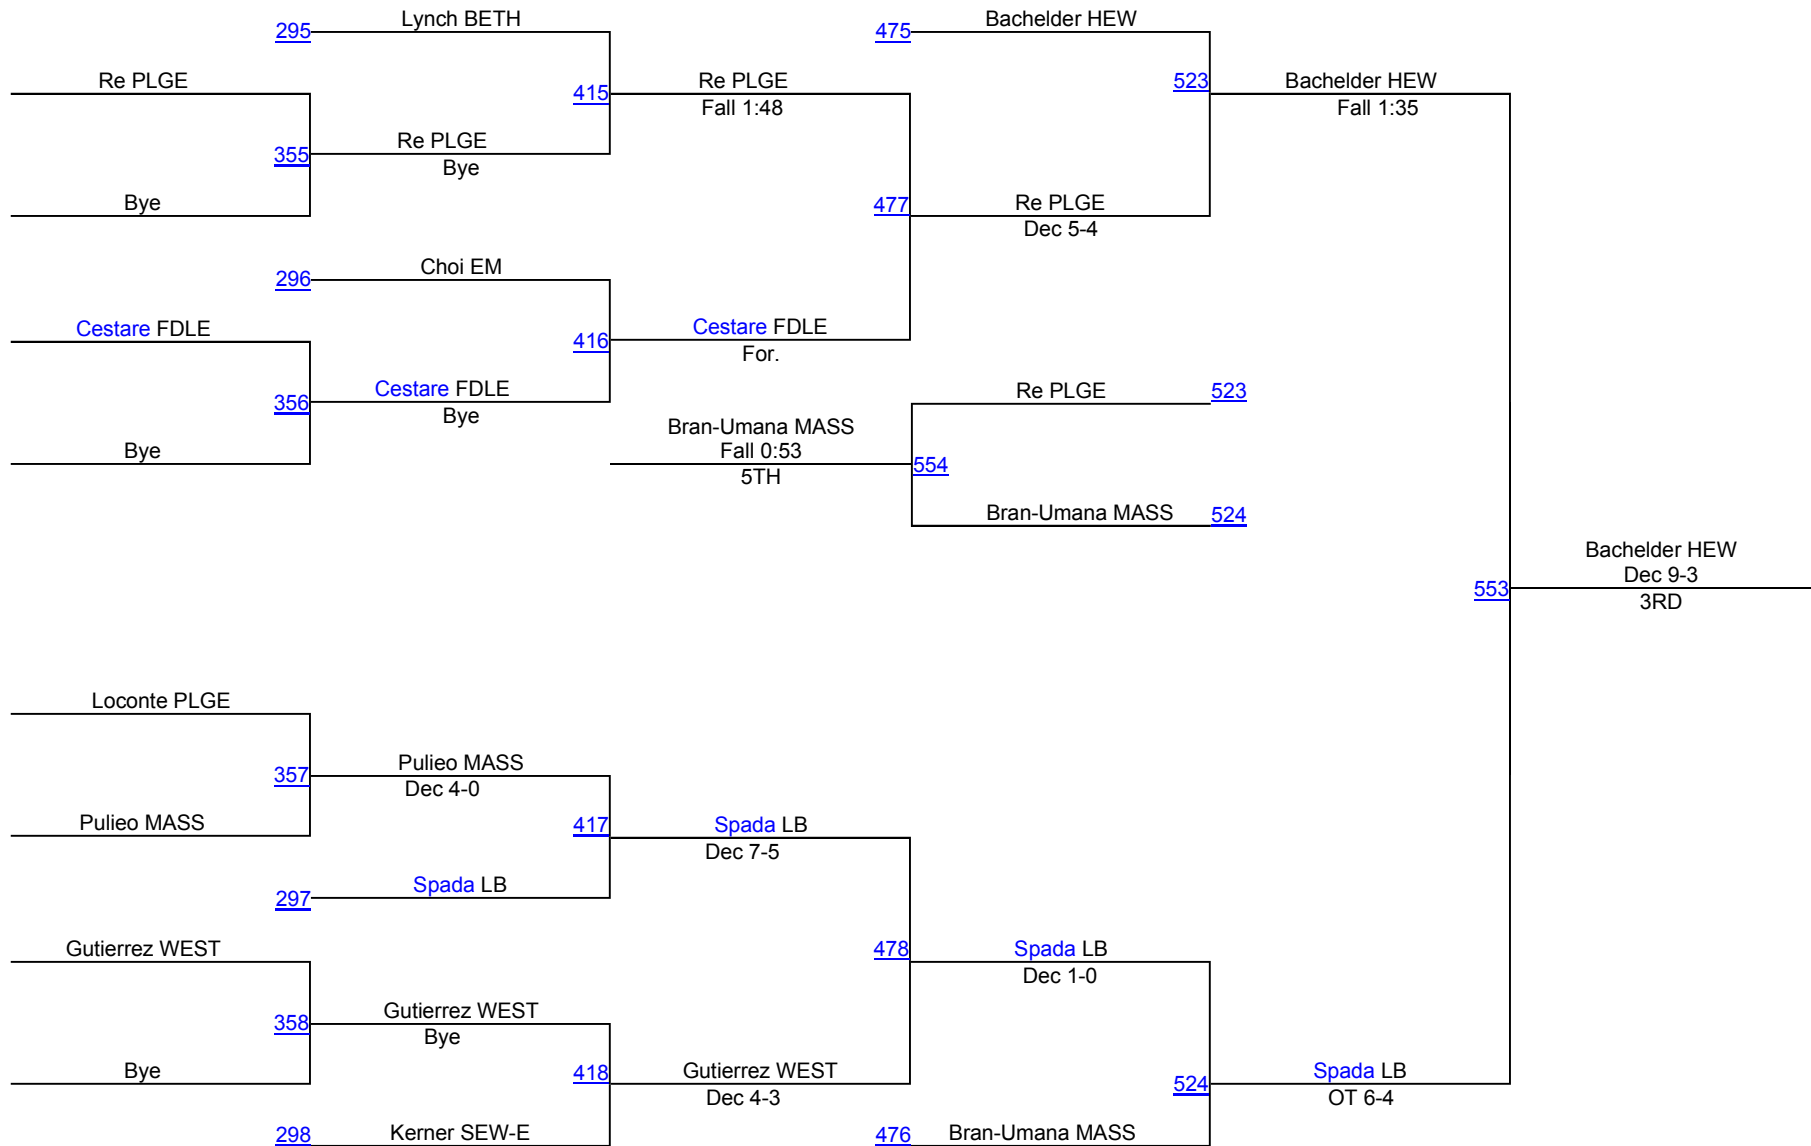 Lynch BETH
295
Bachelder HEW
475
Re PLGE
415
Re PLGE
Fall 1:48
523
Bachelder HEW
Fall 1:35
355
Re PLGE
Bye
Bye
477
Re PLGE
Dec 5-4
296
Choi EM
Cestare FDLE
416
Cestare FDLE
For.
356
Cestare FDLE
Bye
Re PLGE
523
Bye
Bran-Umana MASS
Fall 0:53
5TH
554
Bran-Umana MASS
524
Bachelder HEW
Dec 9-3
3RD
553
Loconte PLGE
357
Pulieo MASS
Dec 4-0
Pulieo MASS
417
Spada LB
Dec 7-5
297
Spada LB
Gutierrez WEST
478
Spada LB
Dec 1-0
358
Gutierrez WEST
Bye
Bye
418
Gutierrez WEST
Dec 4-3
524
Spada LB
OT 6-4
298
Kerner SEW-E
476
Bran-Umana MASS